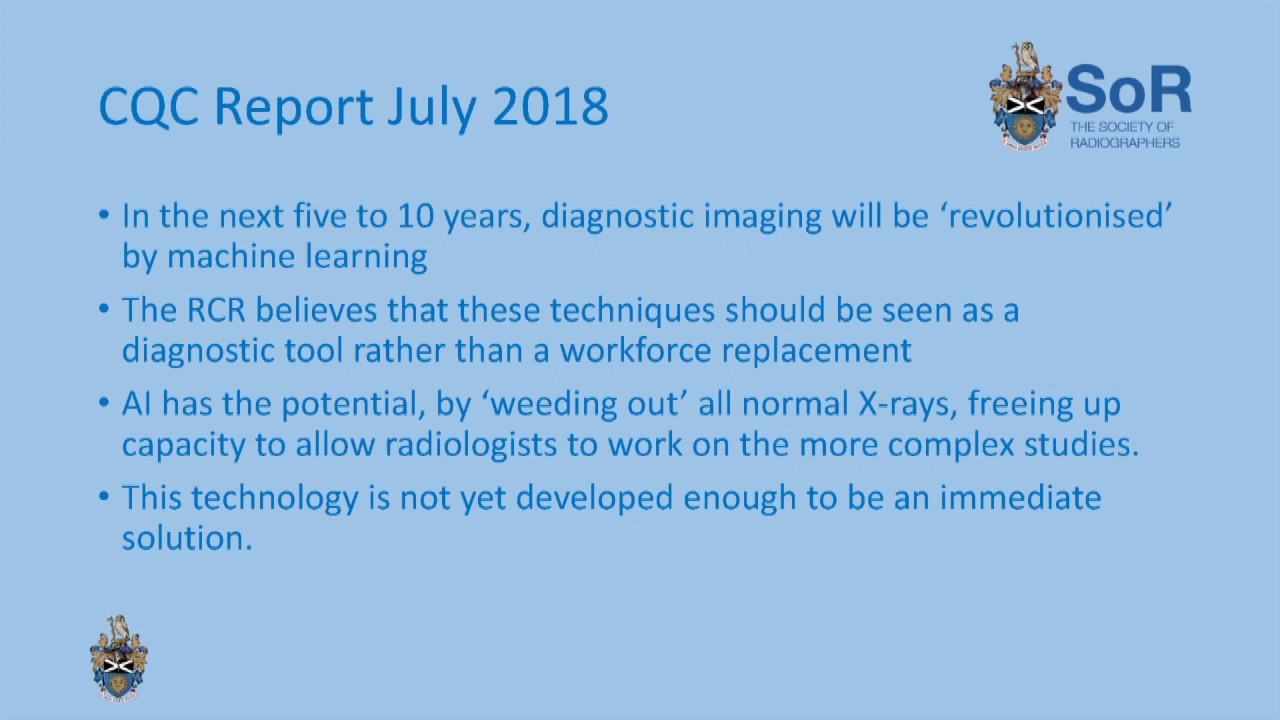 CQC Report July 2018
SoR
THE SOCIETY OF
RADIOGRAPHERS
• In the next five to 10 years, diagnostic imaging will be ‘revolutionised’
by machine learning
• The RCR believes that these techniques should be seen as a
diagnostic tool rather than a workforce replacement
• AI has the potential, by ‘weeding out’ all normal X-rays, freeing up
capacity to allow radiologists to work on the more complex studies.
• This technology is not yet developed enough to be an immediate
solution.